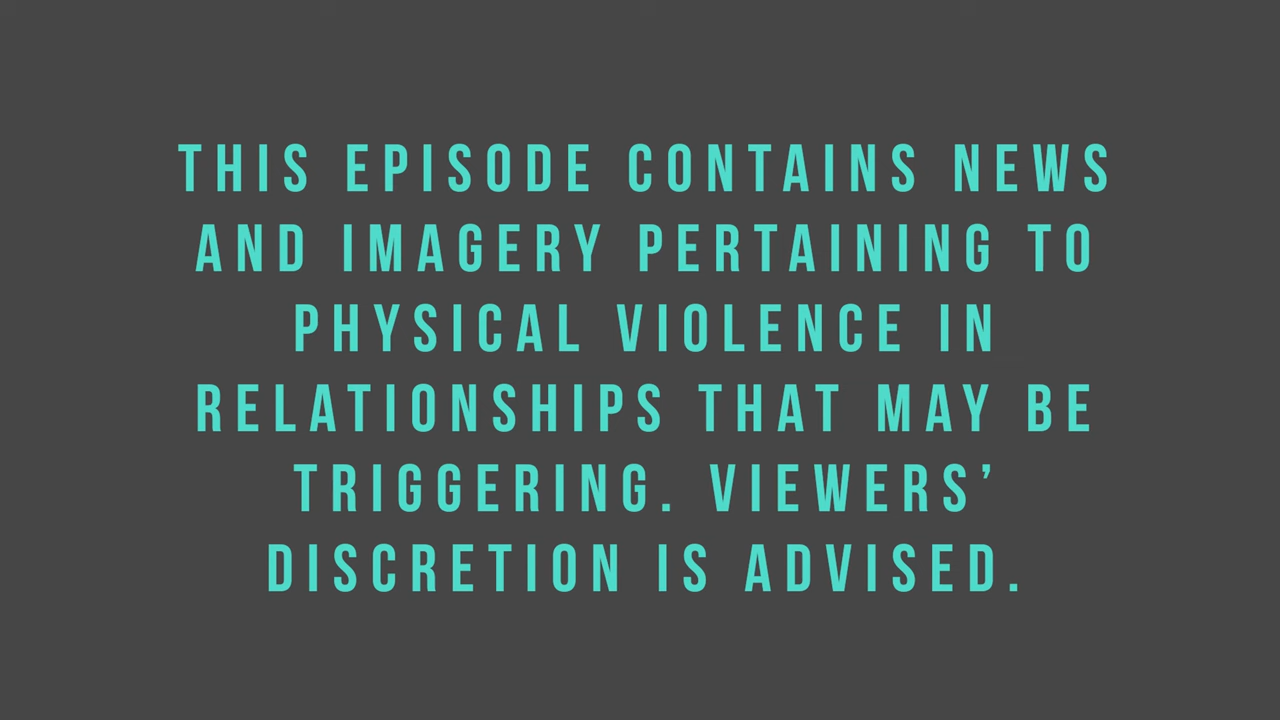 THIS EPISODE CONTAINS NEWS
AND IMAGERY PERTAINING TO
PHYSICAL VIOLENCE IN
RELATIONSHIPS THAT MAY BE
TRIGGERING. VIEWERS’
DISCRETION IS ADVISED.